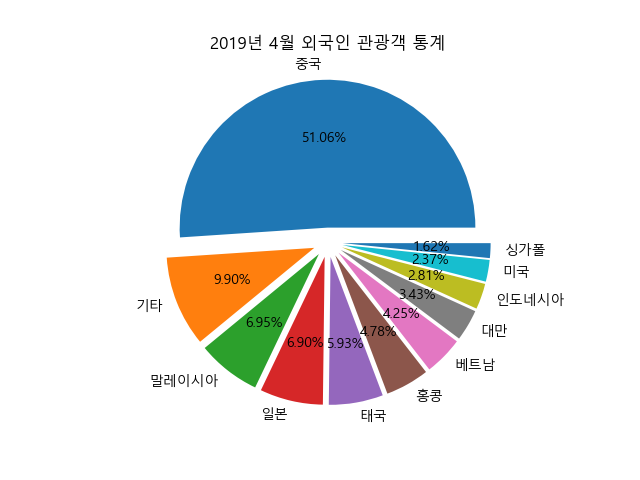 2019년 4월 외국인 관광객 통계
중국
51.06%
1.62%
싱가폴
2.37%
미국
2.81%
인도네시아
3.43%
대만
4.25%
베트남
4.78%
홍콩
5.93%
태국
6.90%
일본
6.95%
말레이시아
9.90%
기타